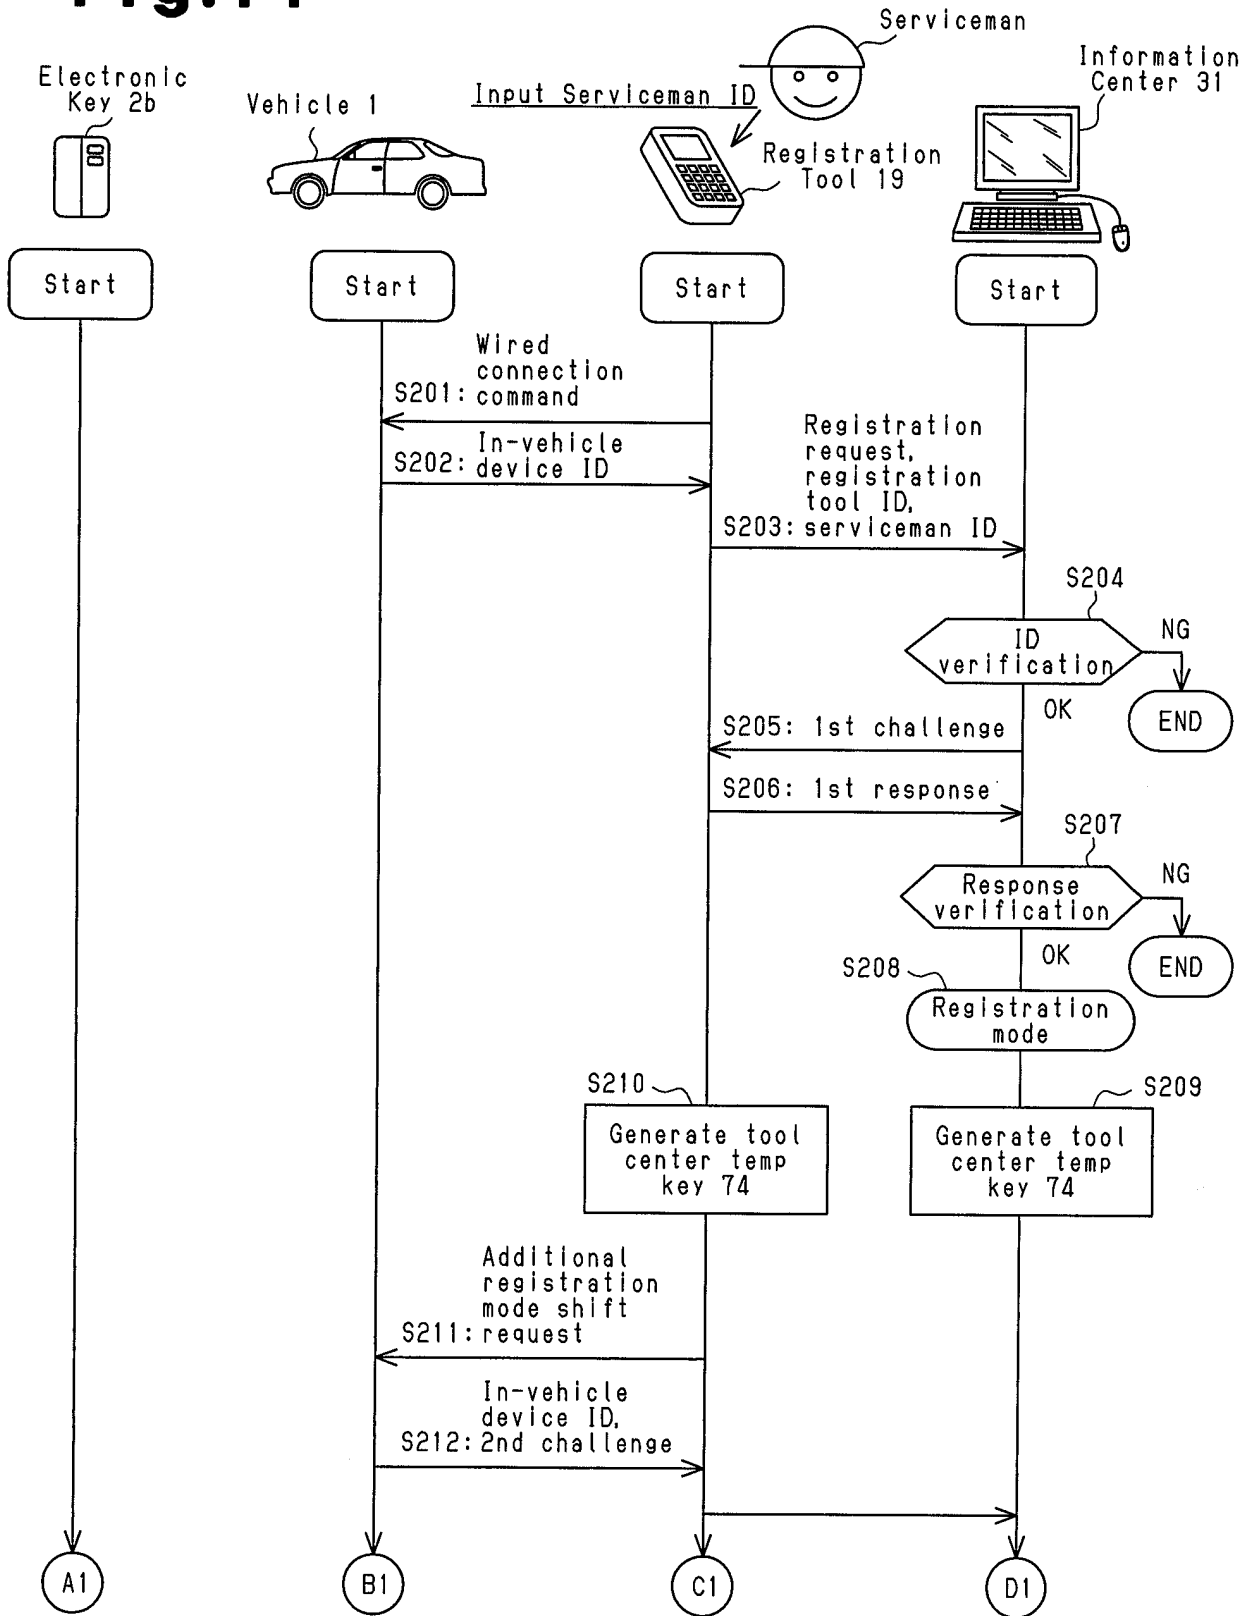 Serviceman
Electronic
Key 2b
Vehicle 1
Input Serviceman ID
Registration
Tool 19
Information
Center 31
Start
Start
Start
Start
Wired
connection
S201: command
In-vehicle
S202: device ID
Registration
request,
registration
tool ID,
S203: serviceman ID
S204
ID
verification
NG
OK
END
S205: 1st challenge
S206: 1st response
S207
Response
verification
NG
OK
END
S208
Registration
mode
S210
Generate tool
center temp
key 74
S209
Generate tool
center temp
key 74
Additional
registration
mode shift
S211: request
In-vehicle
device ID,
S212: 2nd challenge
A1
B1
C1
D1